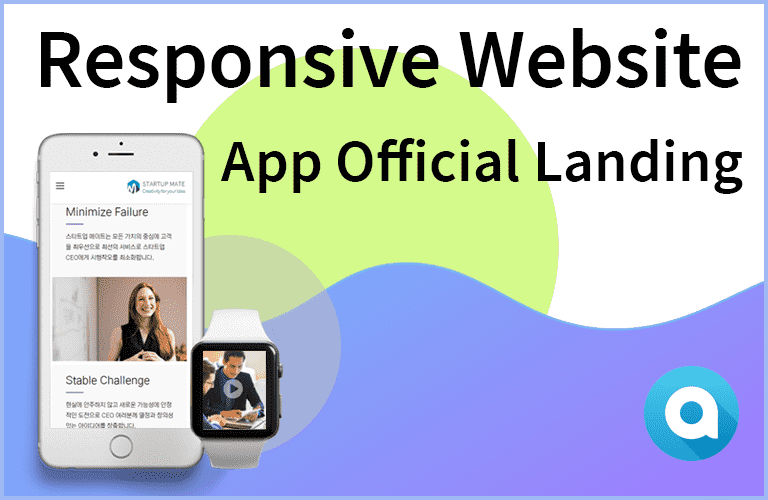 Responsive Website
App Official Landing
STARTUP MATE
Creativity for your idea
Minimize Failure
스타트업 메이트는 모든 가치의 중심에 고객
을 최우선으로 최선의 서비스로 스타트업
CEO에게 시행착오를 최소화합니다.
Stable Challenge
현실에 안주하지 않고 새로운 가능성에 안정
적인 도전으로 CEO 여러분께 열정과 창의성
있는 아이디어를 창출합니다.
a